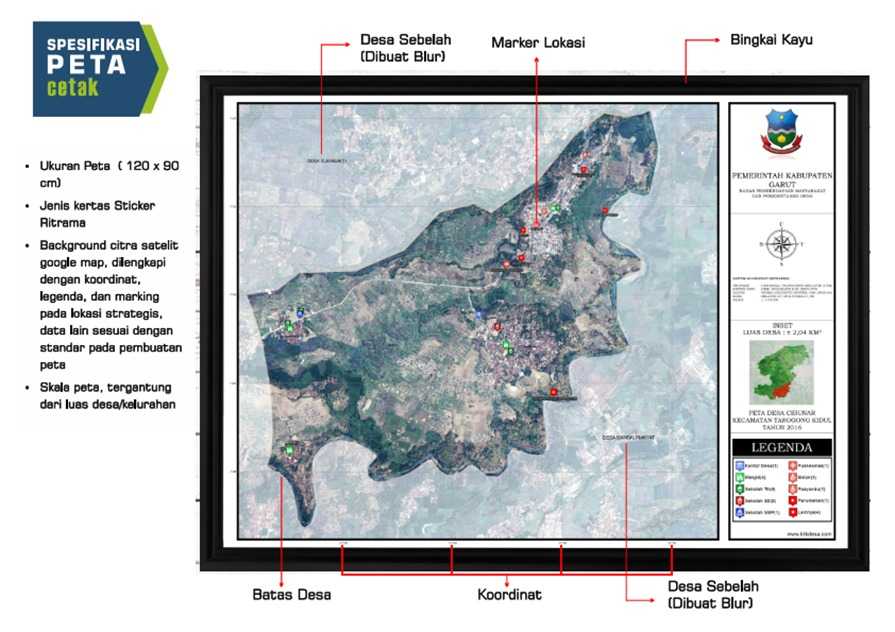 SPESIFIKASI
PETA
cetak
• Ukuran Peta ( 120 x 90
cm)
• Jenis kertas Sticker
Ritrama
• Background citra satelit
google map, dilengkapi
dengan koordinat,
legenda, dan marking
pada lokasi strategis,
data lain sesuai dengan
standar pada pembuatan
peta
• Skala peta, tergantung
dari luas desa/kelurahan
Desa Sebelah
(Dibuat Blur)
Marker Lokasi
Bingkai Kayu
PEMERINTAH KABUPATEN
GARUT
BADAN PEMBERDAYAAN MASYARAKAT
DAN PEMERINTAHAN DESA
INSET
LUAS DESA : ± 2,04 KM²
KECAMATAN TAROGONG KIDUL
TAHUN 2016
LEGENDA
www.kitadesa.com
Batas Desa
Koordinat
Desa Sebelah
(Dibuat Blur)